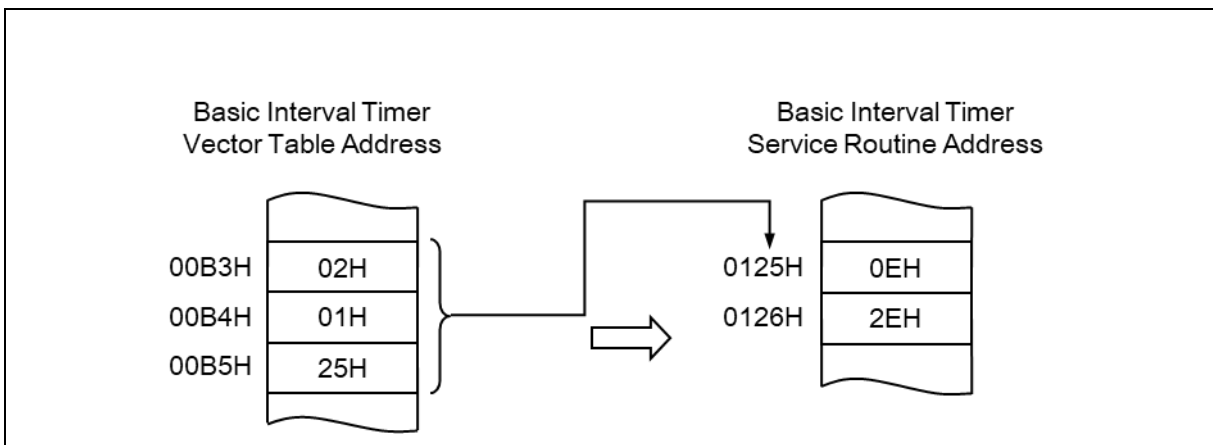 Basic Interval Timer
Vector Table Address
00B3H 02H
00B4H 01H
00B5H 25H
Basic Interval Timer
Service Routine Address
0125H 0EH
0126H 2EH